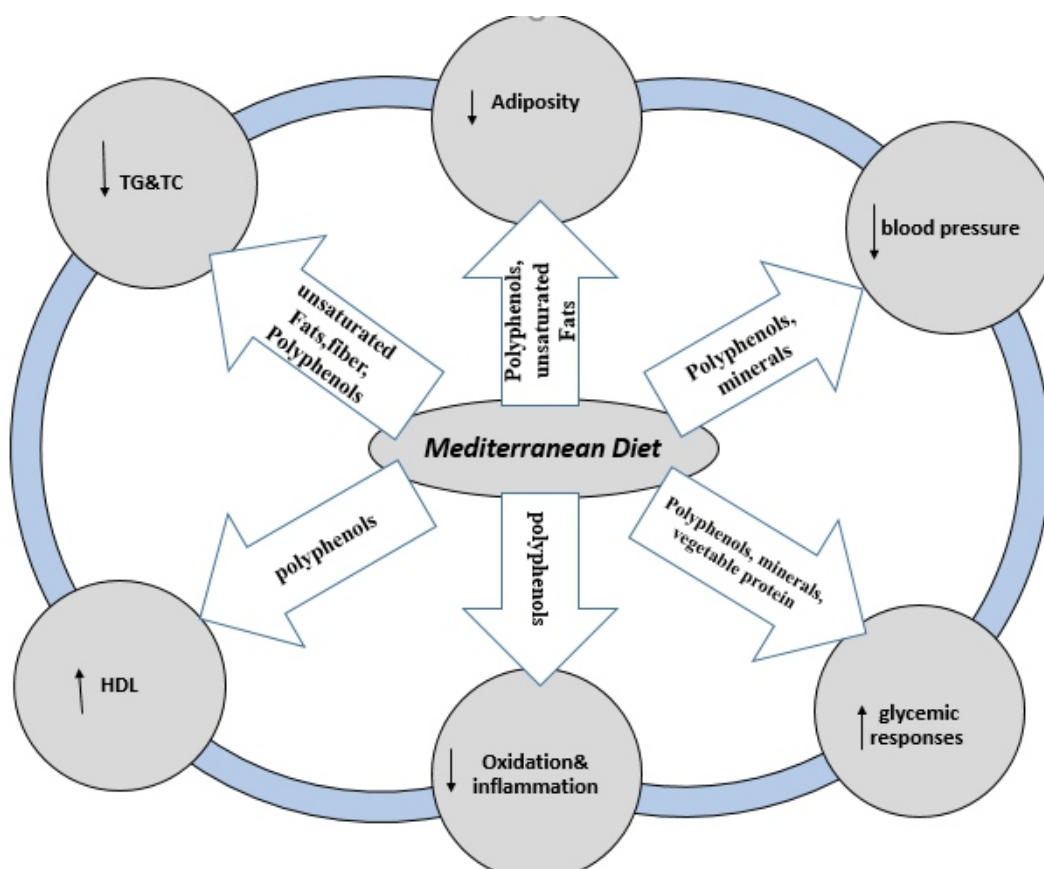 ↓ Adiposity
↓ TG&TC
↓ blood pressure
unsaturated
Fats,fiber,
Polyphenols
Polyphenols,
unsaturated
Fats
Polyphenols,
minerals
Mediterranean Diet
polyphenols
polyphenols
Polyphenols, minerals,
vegetable protein
↑ HDL
↓ Oxidation&
inflammation
↑ glycemic
responses